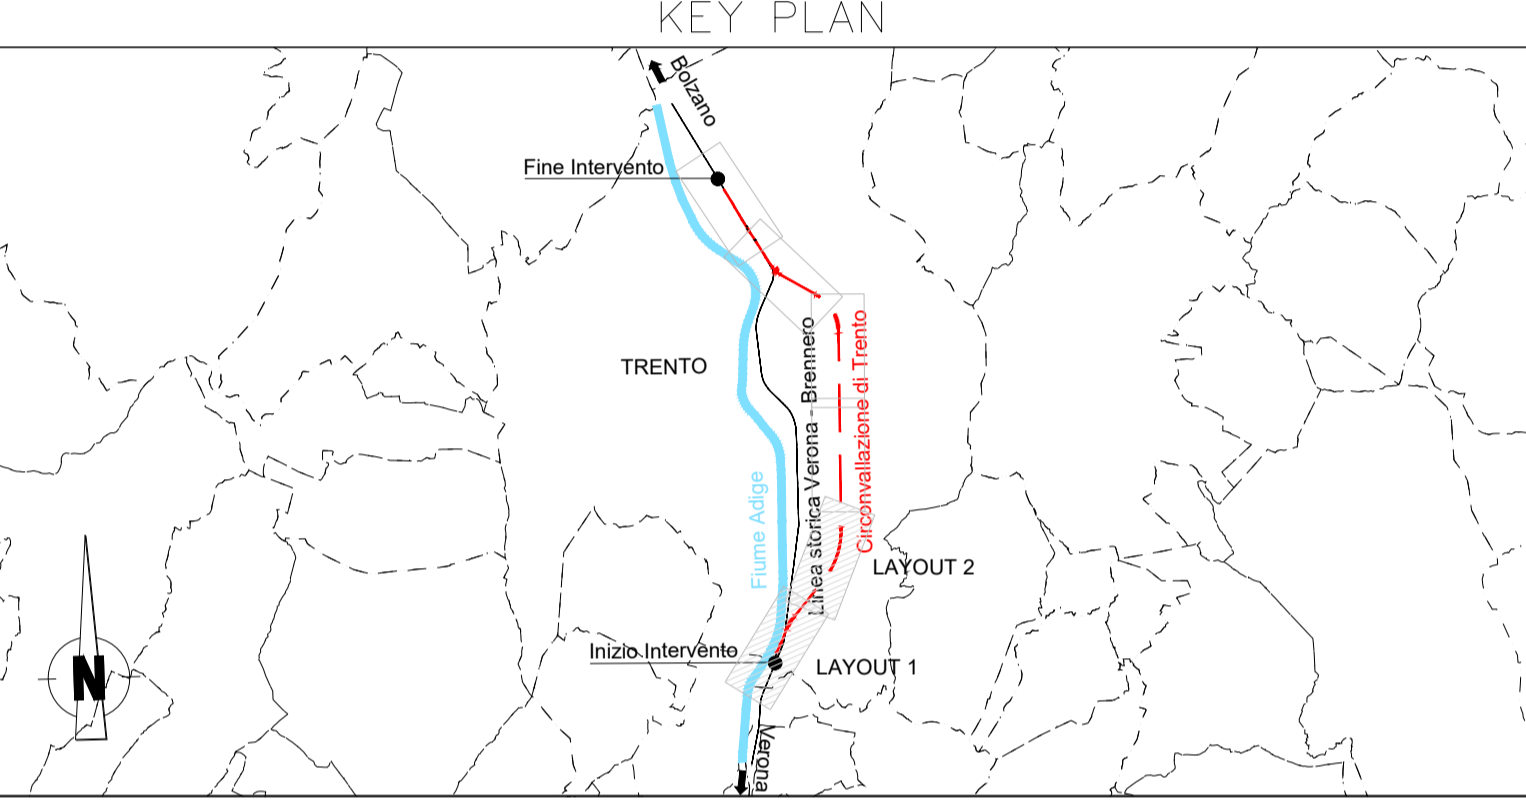 KEY PLAN
Bolzano
Fine Intervento
TRENTO
Linea storica Verona - Brennero
Circonvallazione di Trento
Fiume Adige
LAYOUT 2
Inizio Intervento
LAYOUT 1
N
Verona